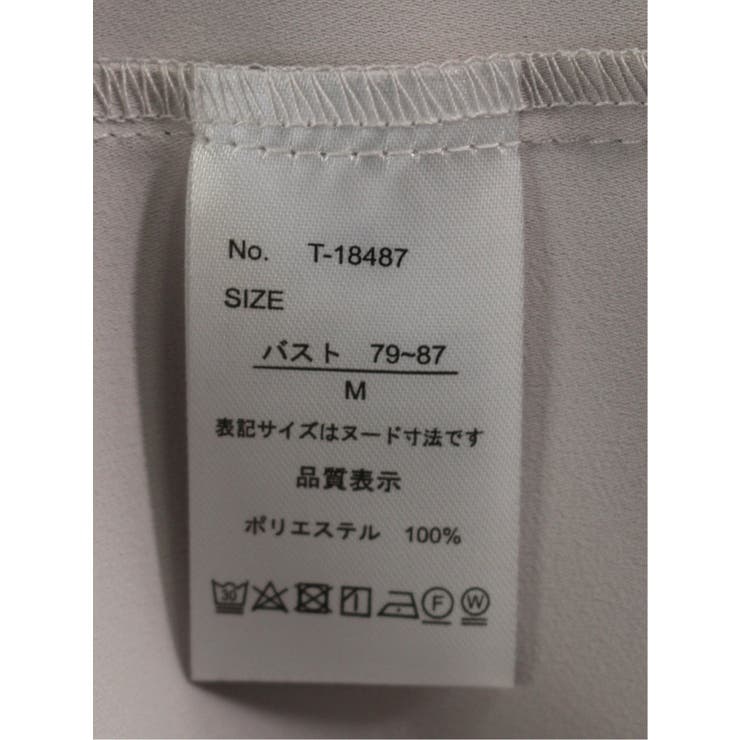 No. T-18487
SIZE
バスト 79~87
M
表記サイズはヌード寸法です
品質表示
ポリエステル 100%
30 F W